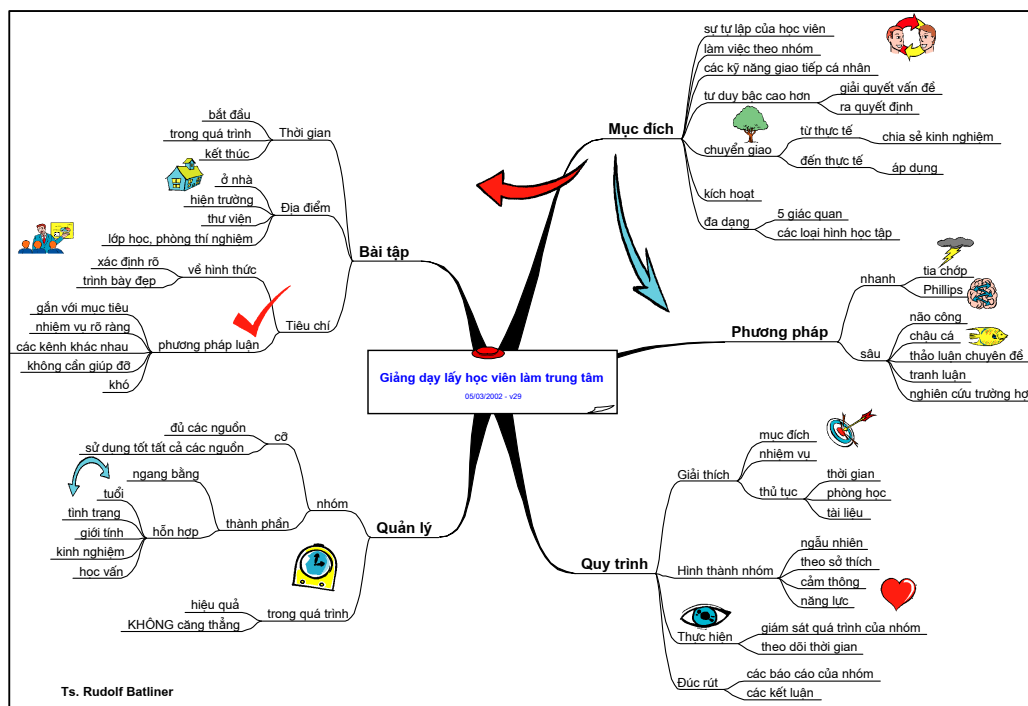 Giảng dạy lấy học viên làm trung tâm
05/03/2002 - v29
Mục đích
sự tự lập của học viên
làm việc theo nhóm
các kỹ năng giao tiếp cá nhân
tư duy bậc cao hơn
giải quyết vấn đề
ra quyết định
chuyển giao
từ thực tế
chia sẻ kinh nghiệm
đến thực tế
áp dụng
kích hoạt
đa dạng
5 giác quan
các loại hình học tập
Phương pháp
nhanh
tia chớp
Phillips
sâu
não công
chậu cá
thảo luận chuyên đề
tranh luận
nghiên cứu trường hợ
Quy trình
Giải thích
mục đích
nhiệm vụ
thủ tục
thời gian
phòng học
tài liệu
Hình thành nhóm
ngẫu nhiên
theo sở thích
cảm thông
năng lực
Thực hiện
giám sát quá trình của nhóm
theo dõi thời gian
Đúc rút
các báo cáo của nhóm
các kết luận
Quản lý
nhóm
cỡ
đủ các nguồn
sử dụng tốt tất cả các nguồn
thành phần
ngang bằng
hỗn hợp
tuổi
tình trạng
giới tính
kinh nghiệm
học vấn
trong quá trình
hiệu quả
KHÔNG căng thẳng
Bài tập
Thời gian
bắt đầu
trong quá trình
kết thúc
Địa điểm
ở nhà
hiện trường
thư viện
lớp học, phòng thí nghiệm
Tiêu chí
về hình thức
xác định rõ
trình bày đẹp
phương pháp luận
gắn với mục tiêu
nhiệm vụ rõ ràng
các kênh khác nhau
không cần giúp đỡ
khó
Ts. Rudolf Batliner